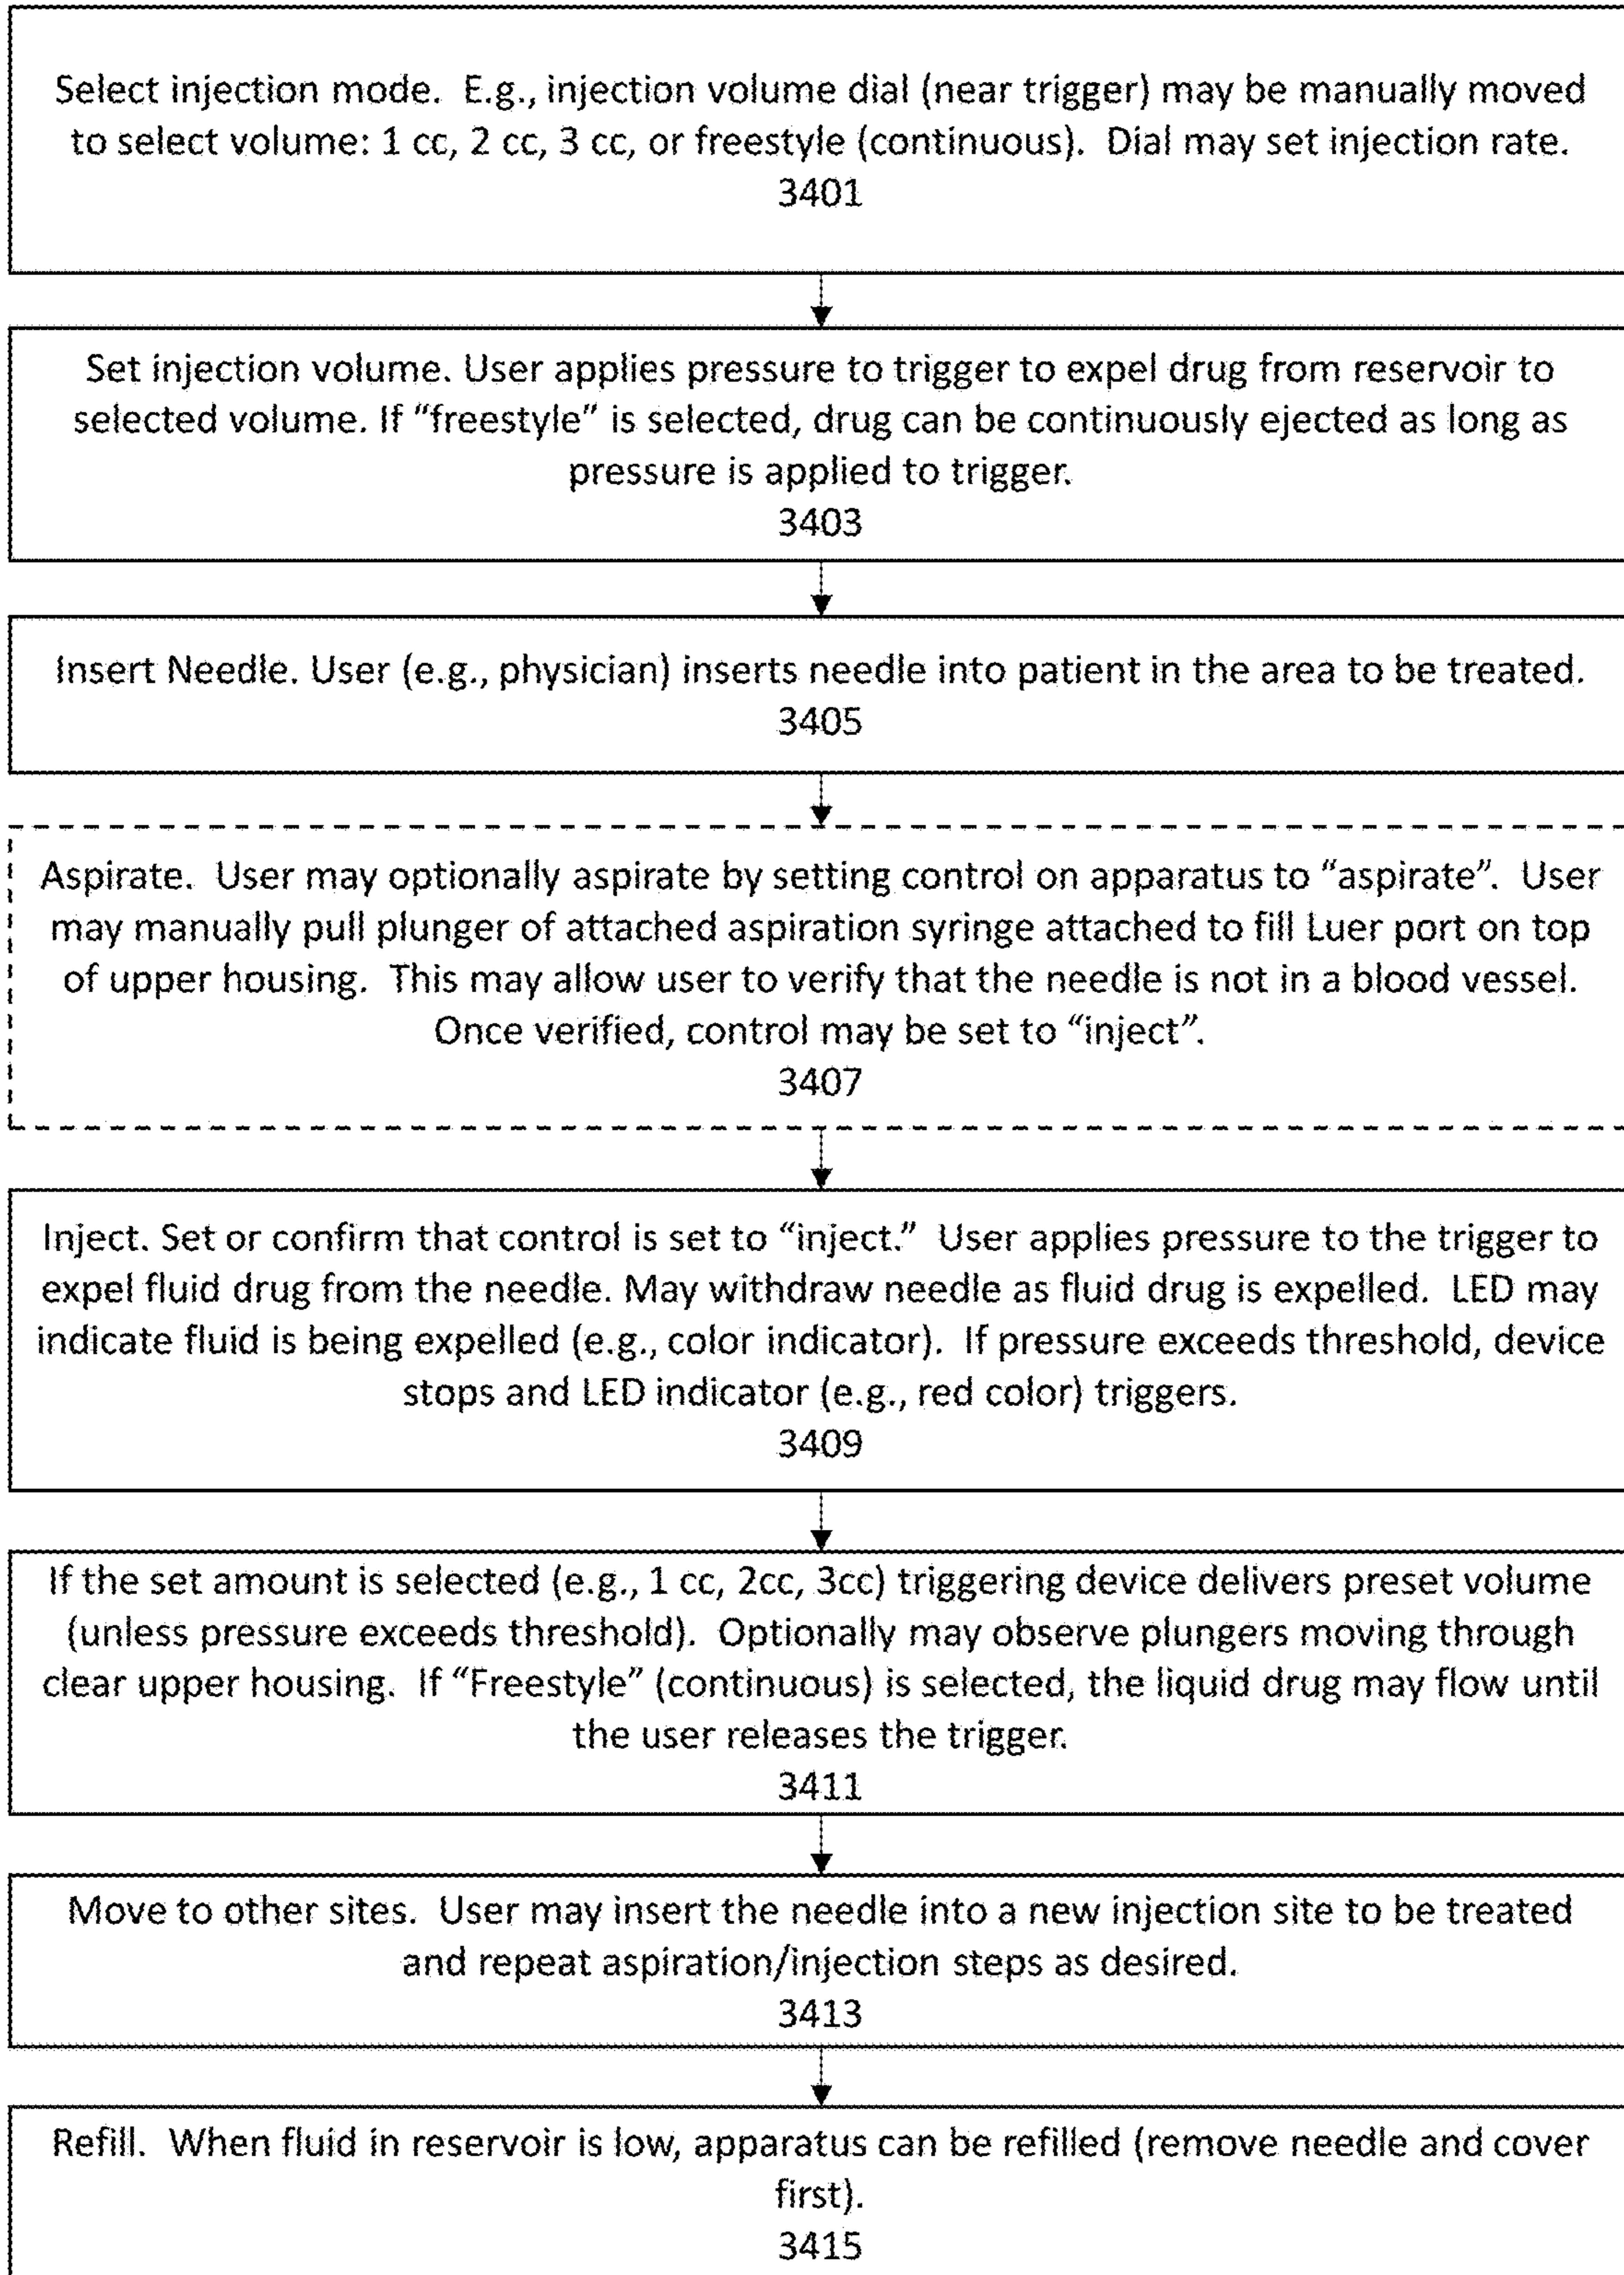 Select injection mode.  E.g., injection volume dial (near trigger) may be manually moved
to select volume: 1 cc, 2 cc, 3 cc, or freestyle (continuous).  Dial may set injection rate.
3401
Set injection volume. User applies pressure to trigger to expel drug from reservoir to
selected volume. If “freestyle” is selected, drug can be continuously ejected as long as
pressure is applied to trigger.
3403
Insert Needle. User (e.g., physician) inserts needle into patient in the area to be treated.
3405
Aspirate.  User may optionally aspirate by setting control on apparatus to “aspirate”.  User
may manually pull plunger of attached aspiration syringe attached to fill Luer port on top
of upper housing.  This may allow user to verify that the needle is not in a blood vessel.
Once verified, control may be set to “inject”.
3407
Inject. Set or confirm that control is set to “inject.”  User applies pressure to the trigger to
expel fluid drug from the needle. May withdraw needle as fluid drug is expelled.  LED may
indicate fluid is being expelled (e.g., color indicator).  If pressure exceeds threshold, device
stops and LED indicator (e.g., red color) triggers.
3409
If the set amount is selected (e.g., 1 cc, 2cc, 3cc) triggering device delivers preset volume
(unless pressure exceeds threshold).  Optionally may observe plungers moving through
clear upper housing.  If “Freestyle” (continuous) is selected, the liquid drug may flow until
the user releases the trigger.
3411
Move to other sites.  User may insert the needle into a new injection site to be treated
and repeat aspiration/injection steps as desired.
3413
Refill.  When fluid in reservoir is low, apparatus can be refilled (remove needle and cover
first).
3415